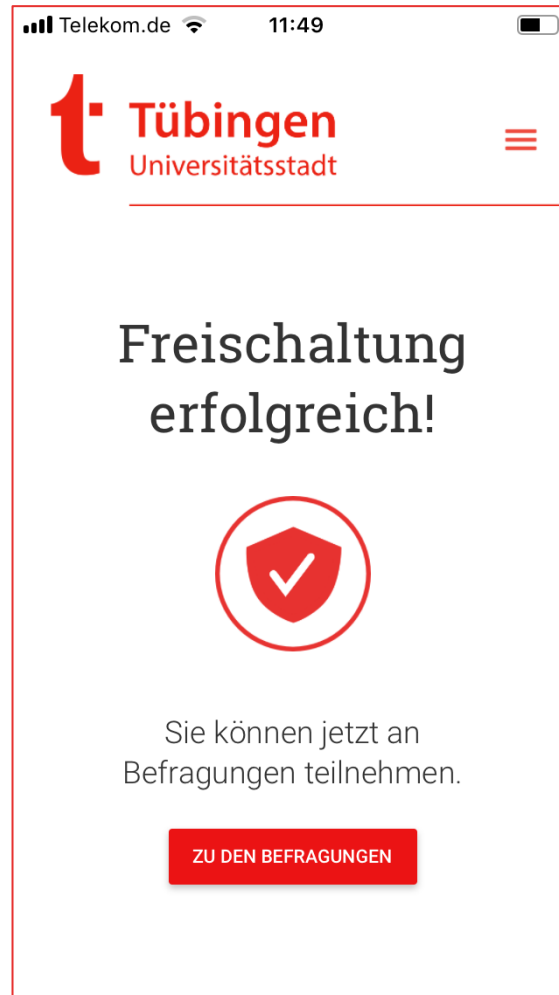 Telekom.de 11:49
Tübingen
Universitätsstadt
Freischaltung
erfolgreich!
Sie können jetzt an
Befragungen teilnehmen.
ZU DEN BEFRAGUNGEN